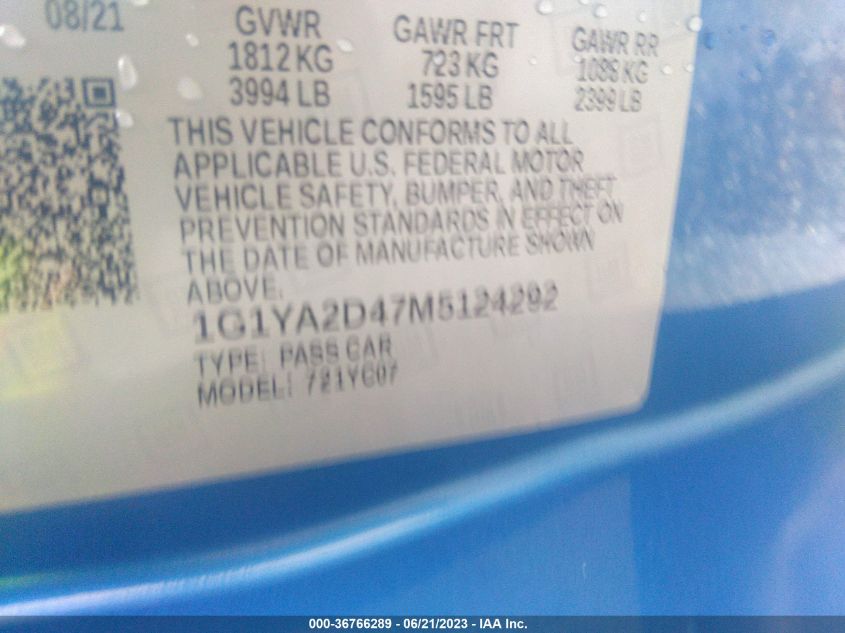 08/21
GVWR GAWR FRT GAWR RR
1812 KG 723 KG 1088 KG
3994 LB 1595 LB 2399 LB
THIS VEHICLE CONFORMS TO ALL
APPLICABLE U.S. FEDERAL MOTOR
VEHICLE SAFETY, BUMPER, AND THEFT
PREVENTION STANDARDS IN EFFECT ON
THE DATE OF MANUFACTURE SHOWN
ABOVE.
1G1YA2D47M5124292
TYPE: PASS CAR
MODEL: 721YC07
000-36766289 - 06/21/2023 - IAA Inc.